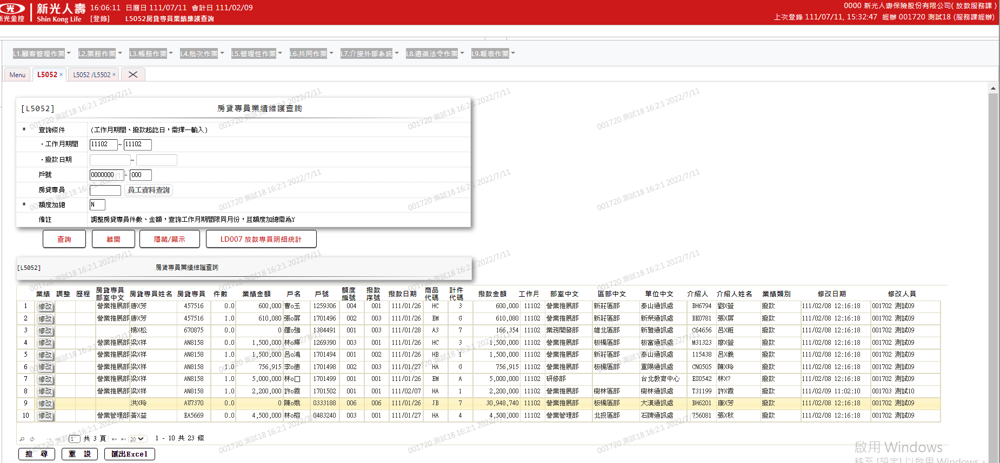 新光人壽 16:06:11 日曆日 111/07/11 會計日 111/02/09 0000 新光人壽保險股份有限公司( 放款服務課 )
新光金控 Shin Kong Life [登錄] L5052房貸專員業績維護查詢 上次登錄 111/07/11, 15:32:47 經辦 001720 測試18 (服務課經辦)
L1.顧客管理作業 L2.業務作業 L3.帳務作業 L4.批次作業 L5.管理性作業 L6.共同作業 L7.介接外部系統 L8.遵循法令作業 L9.報表作業
Menu L5052 × L5052 /L5502 ×
[L5052] 房貸專員業績維護查詢
* 查詢條件 (工作月期間、撥款起訖日，需擇一輸入)
．工作月期間 11102 ~ 11102
．撥款日期 ~
戶號 0000000 - 000
房貸專員 員工資料查詢
* 額度加總 N
備註 調整房貸專員件數、金額，查詢工作月期間限同月份，且額度加總需為Y
查詢 離開 隱藏/顯示 LD007 放款專員明細統計
[L5052] 房貸專員業績維護查詢
業績 調整 歷程 房貸專員部室中文 房貸專員姓名 房貸專員 件數 業績金額 戶名 戶號 額度編號 撥款序號 撥款日期 商品代碼 計件代碼 撥款金額 工作月 部室中文 區部中文 單位中文 介紹人 介紹人姓名 業績類別 修改日期 修改人員
1 修改 營業推展部 唐X芳 457516 0.0 600,000 曹o玉 1259306 004 001 111/01/26 HC 3 600,000 11102 營業推展部 新莊區部 泰山通訊處 BH6794 劉X萓 撥款 111/02/08 12:16:18 001702 測試09
2 修改 營業推展部 唐X芳 457516 1.0 610,080 張o屏 1701496 002 003 111/01/26 EM G 610,080 11102 營業推展部 新莊區部 新榮通訊處 BK0781 張X屏 撥款 111/02/08 12:16:18 001702 測試09
3 修改 楊X松 670875 0.0 0 羅o強 1384491 001 003 111/01/28 A3 7 166,354 11102 業務開發部 雄北區部 新雅通訊處 C64656 呂X粧 撥款 111/02/08 12:16:18 001702 測試09
4 修改 營業推展部 梁X祥 AN8158 0.0 1,500,000 林o輝 1269390 003 001 111/01/26 HC 3 1,500,000 11102 營業推展部 板橋區部 板富通訊處 M31323 廖X萓 撥款 111/02/08 12:16:18 001702 測試09
5 修改 營業推展部 梁X祥 AN8158 1.0 1,500,000 呂o鴻 1701494 001 002 111/01/26 HB 1 1,500,000 11102 營業推展部 新莊區部 泰山通訊處 115438 呂X義 撥款 111/02/08 12:16:18 001702 測試09
6 修改 營業推展部 梁X祥 AN8158 1.0 756,915 李o德 1701498 002 003 111/01/27 HA G 756,915 11102 營業推展部 板橋區部 重陽通訊處 CN0505 陳X玲 撥款 111/02/08 12:16:18 001702 測試09
7 修改 營業推展部 梁X祥 AN8158 1.0 5,000,000 林o□ 1701499 001 001 111/01/26 EM A 5,000,000 11102 研修部 台北教育中心 ES0542 林X? 撥款 111/02/08 12:16:18 001702 測試09
8 修改 營業推展部 梁X祥 AN8158 1.0 2,200,000 許o霞 1701502 001 001 111/02/07 HA 1 2,200,000 11102 營業推展部 樹林區部 樹林通訊處 T31199 許X霞 撥款 111/02/09 11:02:10 001703 測試10
9 修改 洪X玲 AU7370 0.0 0 陳o娥 0333188 006 006 111/01/26 JB 7 30,948,740 11102 營業推展部 板橋區部 大漢通訊處 BH6201 康X芳 撥款 111/02/08 12:16:18 001702 測試09
10 修改 營業管理部 黃X益 EA5669 0.0 4,500,000 林o榕 0483240 003 001 111/01/27 HA 4 4,500,000 11102 營業管理部 北投區部 石牌通訊處 756081 張X秋 撥款 111/02/08 12:16:18 001702 測試09
1 共 3 頁 20 1 - 10 共 23 條
搜 尋 重 設 匯出Excel
啟用 Windows
移至 [設定] 以啟用 Windows。
001720 測試18 16:2:1 2022/7/11